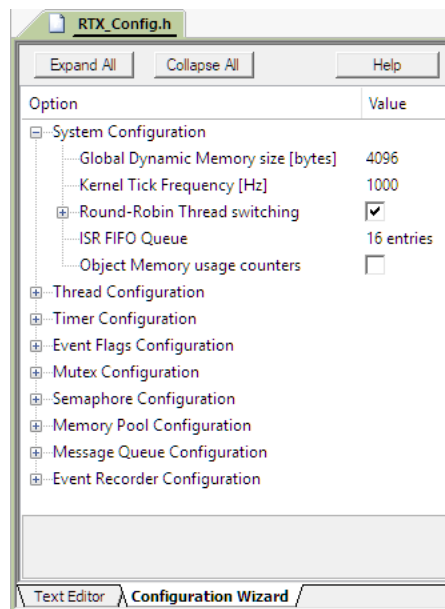 RTX_Config.h
Expand All Collapse All Help
Option Value
System Configuration
Global Dynamic Memory size [bytes] 4096
Kernel Tick Frequency [Hz] 1000
Round-Robin Thread switching
ISR FIFO Queue 16 entries
Object Memory usage counters
Thread Configuration
Timer Configuration
Event Flags Configuration
Mutex Configuration
Semaphore Configuration
Memory Pool Configuration
Message Queue Configuration
Event Recorder Configuration
Text Editor Configuration Wizard